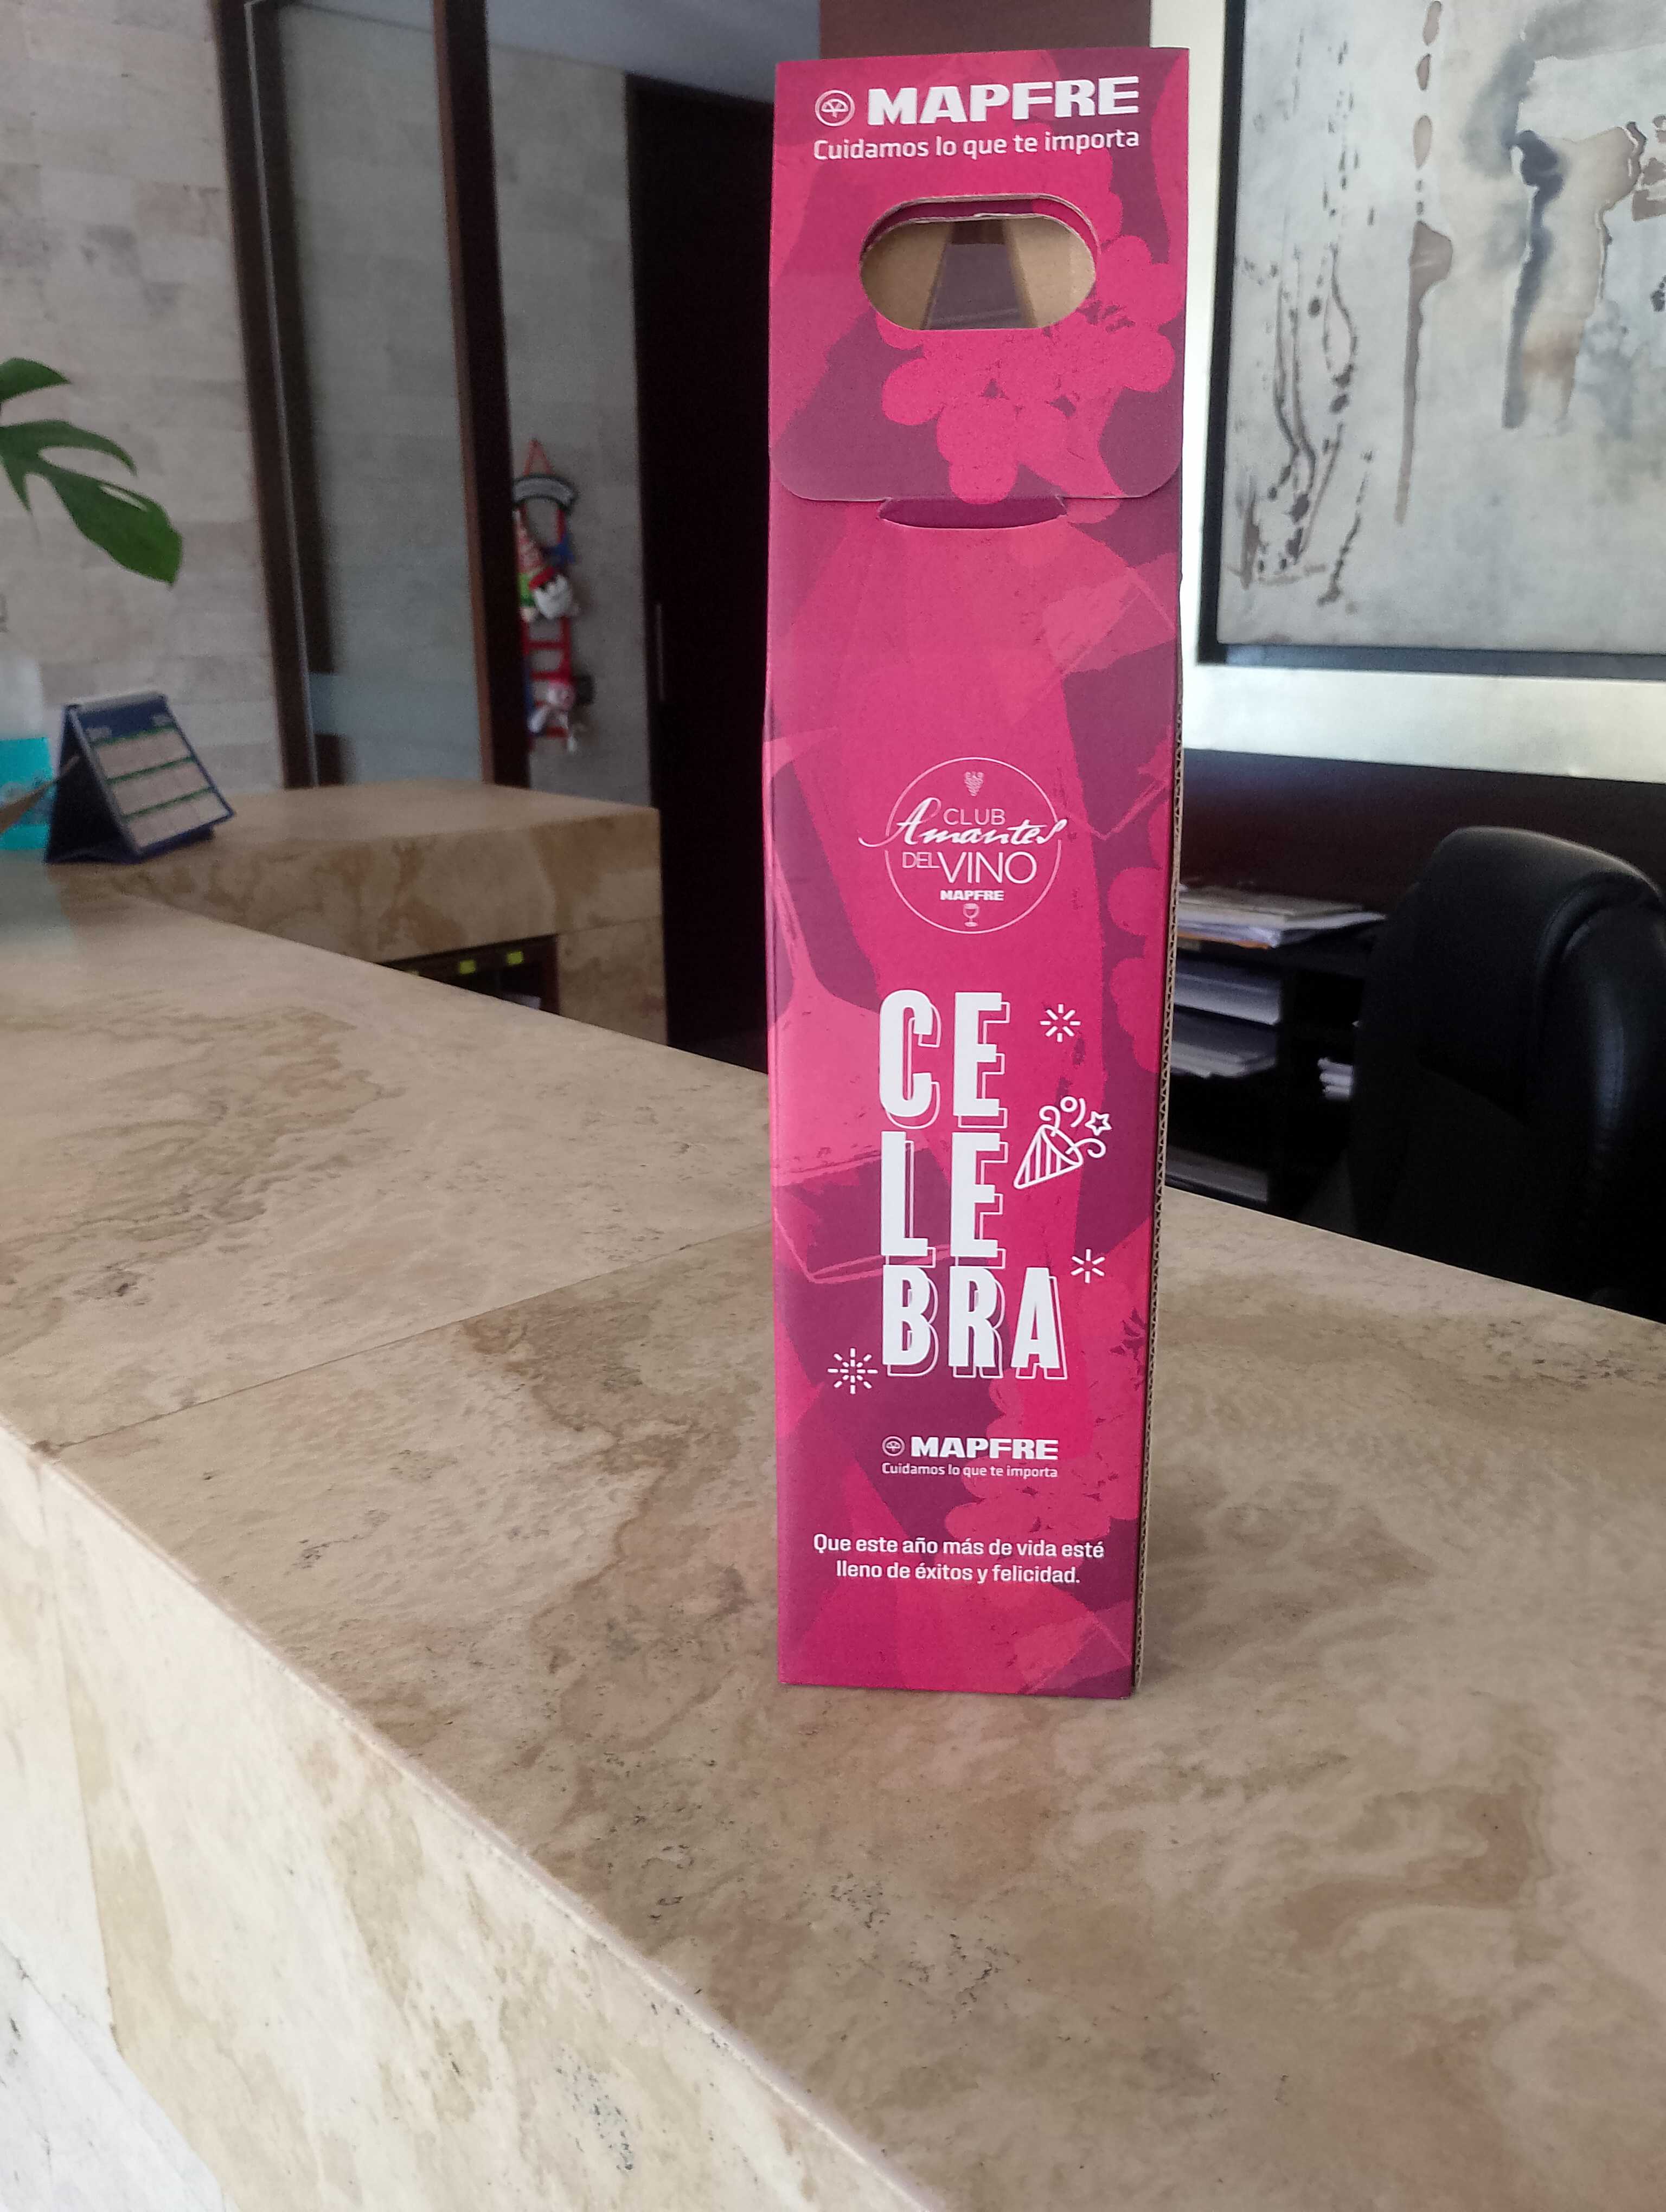 MAPFRE
Cuidamos lo que te importa
CLUB
Amantes
DEL VINO
MAPFRE
CE
LE
BRA
MAPFRE
Cuidamos lo que te importa
Que este año más de vida esté
lleno de éxitos y felicidad.